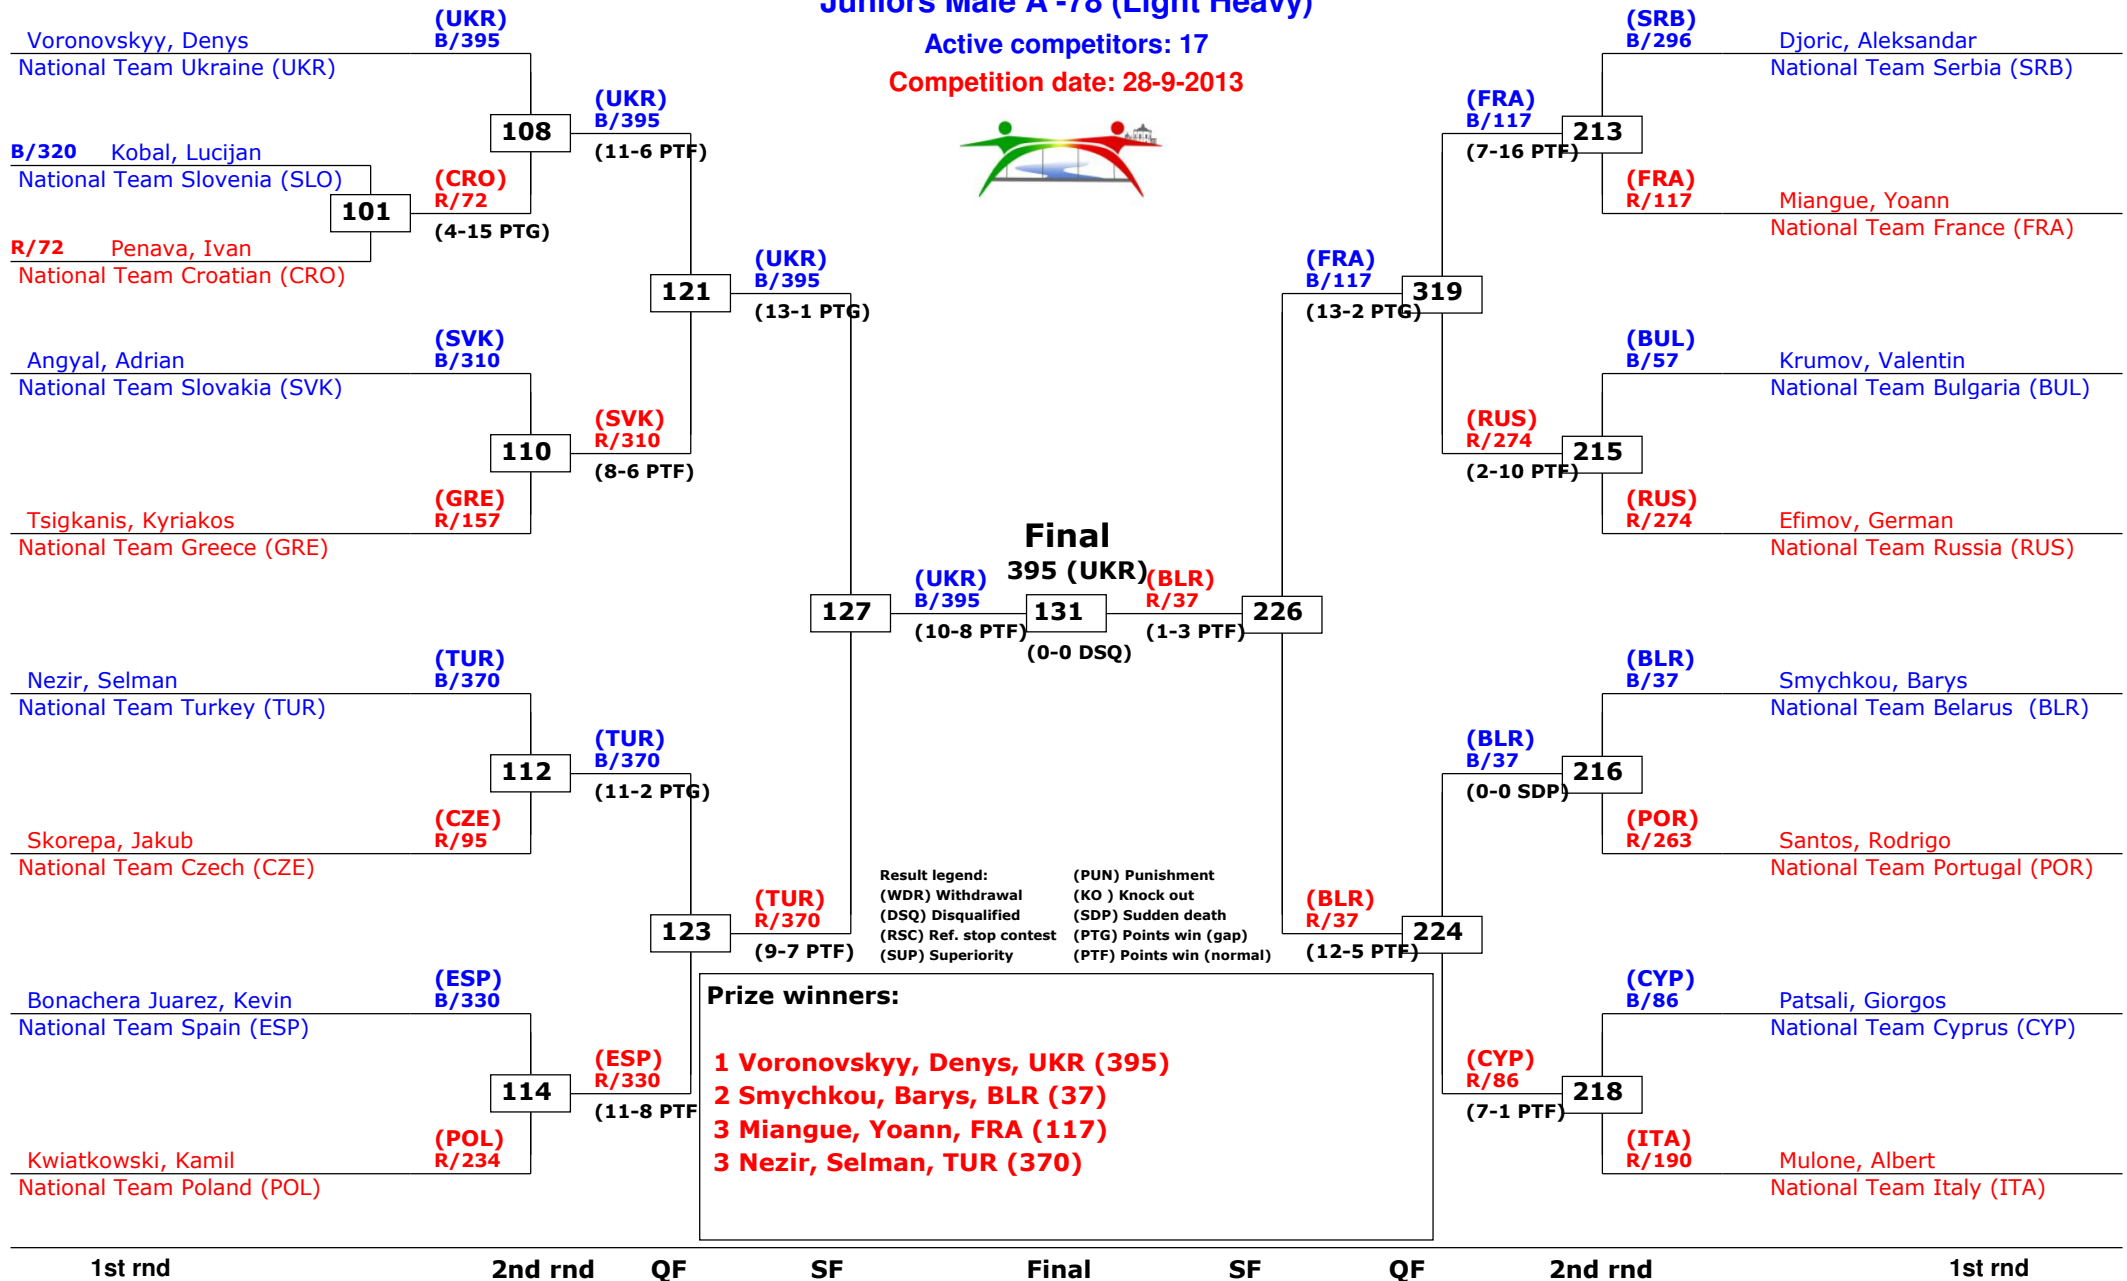 Juniors Male A -78 (Light Heavy)
Active competitors: 17
Competition date: 28-9-2013
(UKR)
Voronovskyy, Denys B/395
National Team Ukraine (UKR)
(UKR)
B/395
108
(11-6 PTF)
B/320 Kobal, Lucijan
National Team Slovenia (SLO)
(CRO)
R/72
101
(4-15 PTG)
R/72 Penava, Ivan
National Team Croatian (CRO)
(UKR)
B/395
121
(13-1 PTG)
(SVK)
Angyal, Adrian B/310
National Team Slovakia (SVK)
(SVK)
R/310
110
(8-6 PTF)
(GRE)
Tsigkanis, Kyriakos R/157
National Team Greece (GRE)
(UKR)
B/395
127
(10-8 PTF)
(TUR)
Nezir, Selman B/370
National Team Turkey (TUR)
(TUR)
B/370
112
(11-2 PTG)
(CZE)
Skorepa, Jakub R/95
National Team Czech (CZE)
(TUR)
R/370
123
(9-7 PTF)
(ESP)
Bonachera Juarez, Kevin B/330
National Team Spain (ESP)
(ESP)
R/330
114
(11-8 PTF
(POL)
Kwiatkowski, Kamil R/234
National Team Poland (POL)
Final
395 (UKR)
131
(0-0 DSQ)
(BLR)
R/37
226
(1-3 PTF)
(SRB)
B/296 Djoric, Aleksandar
National Team Serbia (SRB)
(FRA)
B/117
213
(7-16 PTF)
(FRA)
R/117 Miangue, Yoann
National Team France (FRA)
(FRA)
B/117
319
(13-2 PTG)
(BUL)
B/57 Krumov, Valentin
National Team Bulgaria (BUL)
(RUS)
R/274
215
(2-10 PTF)
(RUS)
R/274 Efimov, German
National Team Russia (RUS)
(BLR)
B/37 Smychkou, Barys
National Team Belarus (BLR)
(BLR)
B/37
216
(0-0 SDP)
(POR)
R/263 Santos, Rodrigo
National Team Portugal (POR)
(BLR)
R/37
224
(12-5 PTF)
(CYP)
B/86 Patsali, Giorgos
National Team Cyprus (CYP)
(CYP)
R/86
218
(7-1 PTF)
(ITA)
R/190 Mulone, Albert
National Team Italy (ITA)
Result legend: (PUN) Punishment
(WDR) Withdrawal (KO ) Knock out
(DSQ) Disqualified (SDP) Sudden death
(RSC) Ref. stop contest (PTG) Points win (gap)
(SUP) Superiority (PTF) Points win (normal)
Prize winners:
1 Voronovskyy, Denys, UKR (395)
2 Smychkou, Barys, BLR (37)
3 Miangue, Yoann, FRA (117)
3 Nezir, Selman, TUR (370)
1st rnd 2nd rnd QF SF Final SF QF 2nd rnd 1st rnd